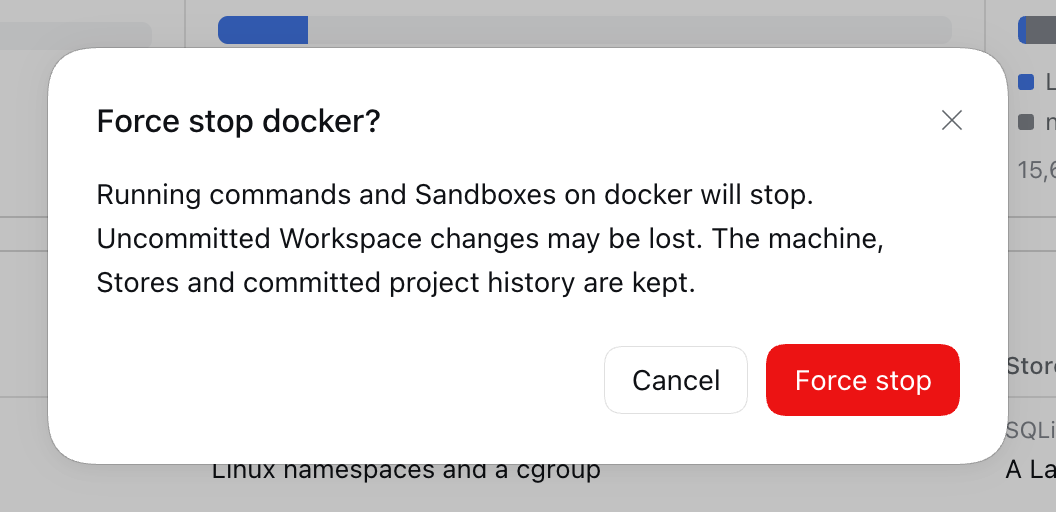 Force stop docker?
Running commands and Sandboxes on docker will stop.
Uncommitted Workspace changes may be lost. The machine,
Stores and committed project history are kept.
Cancel
Force stop
Linux namespaces and a cgroup
A